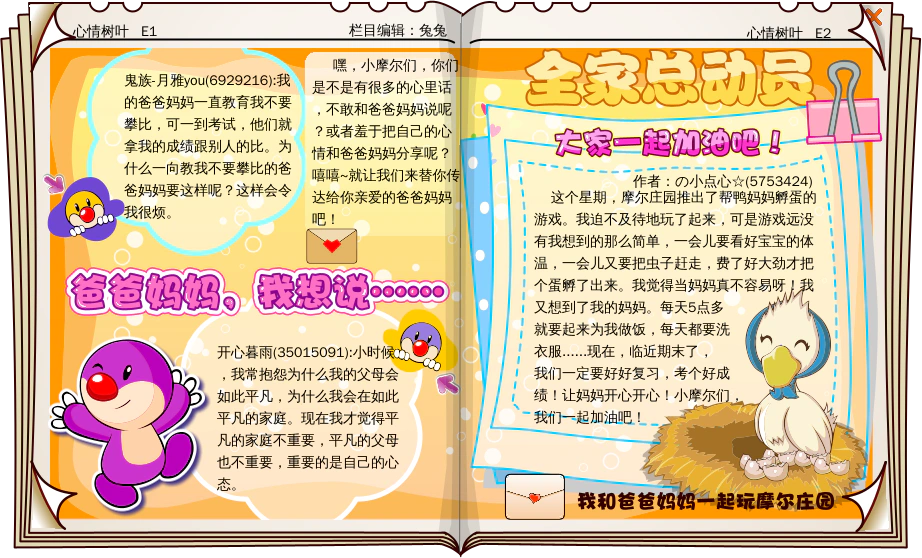 心情树叶 E1
栏目编辑：兔兔
鬼族-月雅you(6929216):我
的爸爸妈妈一直教育我不要
攀比，可一到考试，他们就
拿我的成绩跟别人的比。为
什么一向教我不要攀比的爸
爸妈妈要这样呢？这样会令
我很烦。
嘿，小摩尔们，你们
是不是有很多的心里话
，不敢和爸爸妈妈说呢
？或者羞于把自己的心
情和爸爸妈妈分享呢？
嘻嘻~就让我们来替你传
达给你亲爱的爸爸妈妈
吧！
爸爸妈妈，我想说……
开心暮雨(35015091):小时候
，我常抱怨为什么我的父母会
如此平凡，为什么我会在如此
平凡的家庭。现在我才觉得平
凡的家庭不重要，平凡的父母
也不重要，重要的是自己的心
态。
心情树叶 E2
全家总动员
大家一起加油吧！
作者：の小点心☆(5753424)
这个星期，摩尔庄园推出了帮鸭妈妈孵蛋的
游戏。我迫不及待地玩了起来，可是游戏远没
有我想到的那么简单，一会儿要看好宝宝的体
温，一会儿又要把虫子赶走，费了好大劲才把
个蛋孵了出来。我觉得当妈妈真不容易呀！我
又想到了我的妈妈。每天5点多
就要起来为我做饭，每天都要洗
衣服......现在，临近期末了，
我们一定要好好复习，考个好成
绩！让妈妈开心开心！小摩尔们，
我们一起加油吧！
我和爸爸妈妈一起玩摩尔庄园